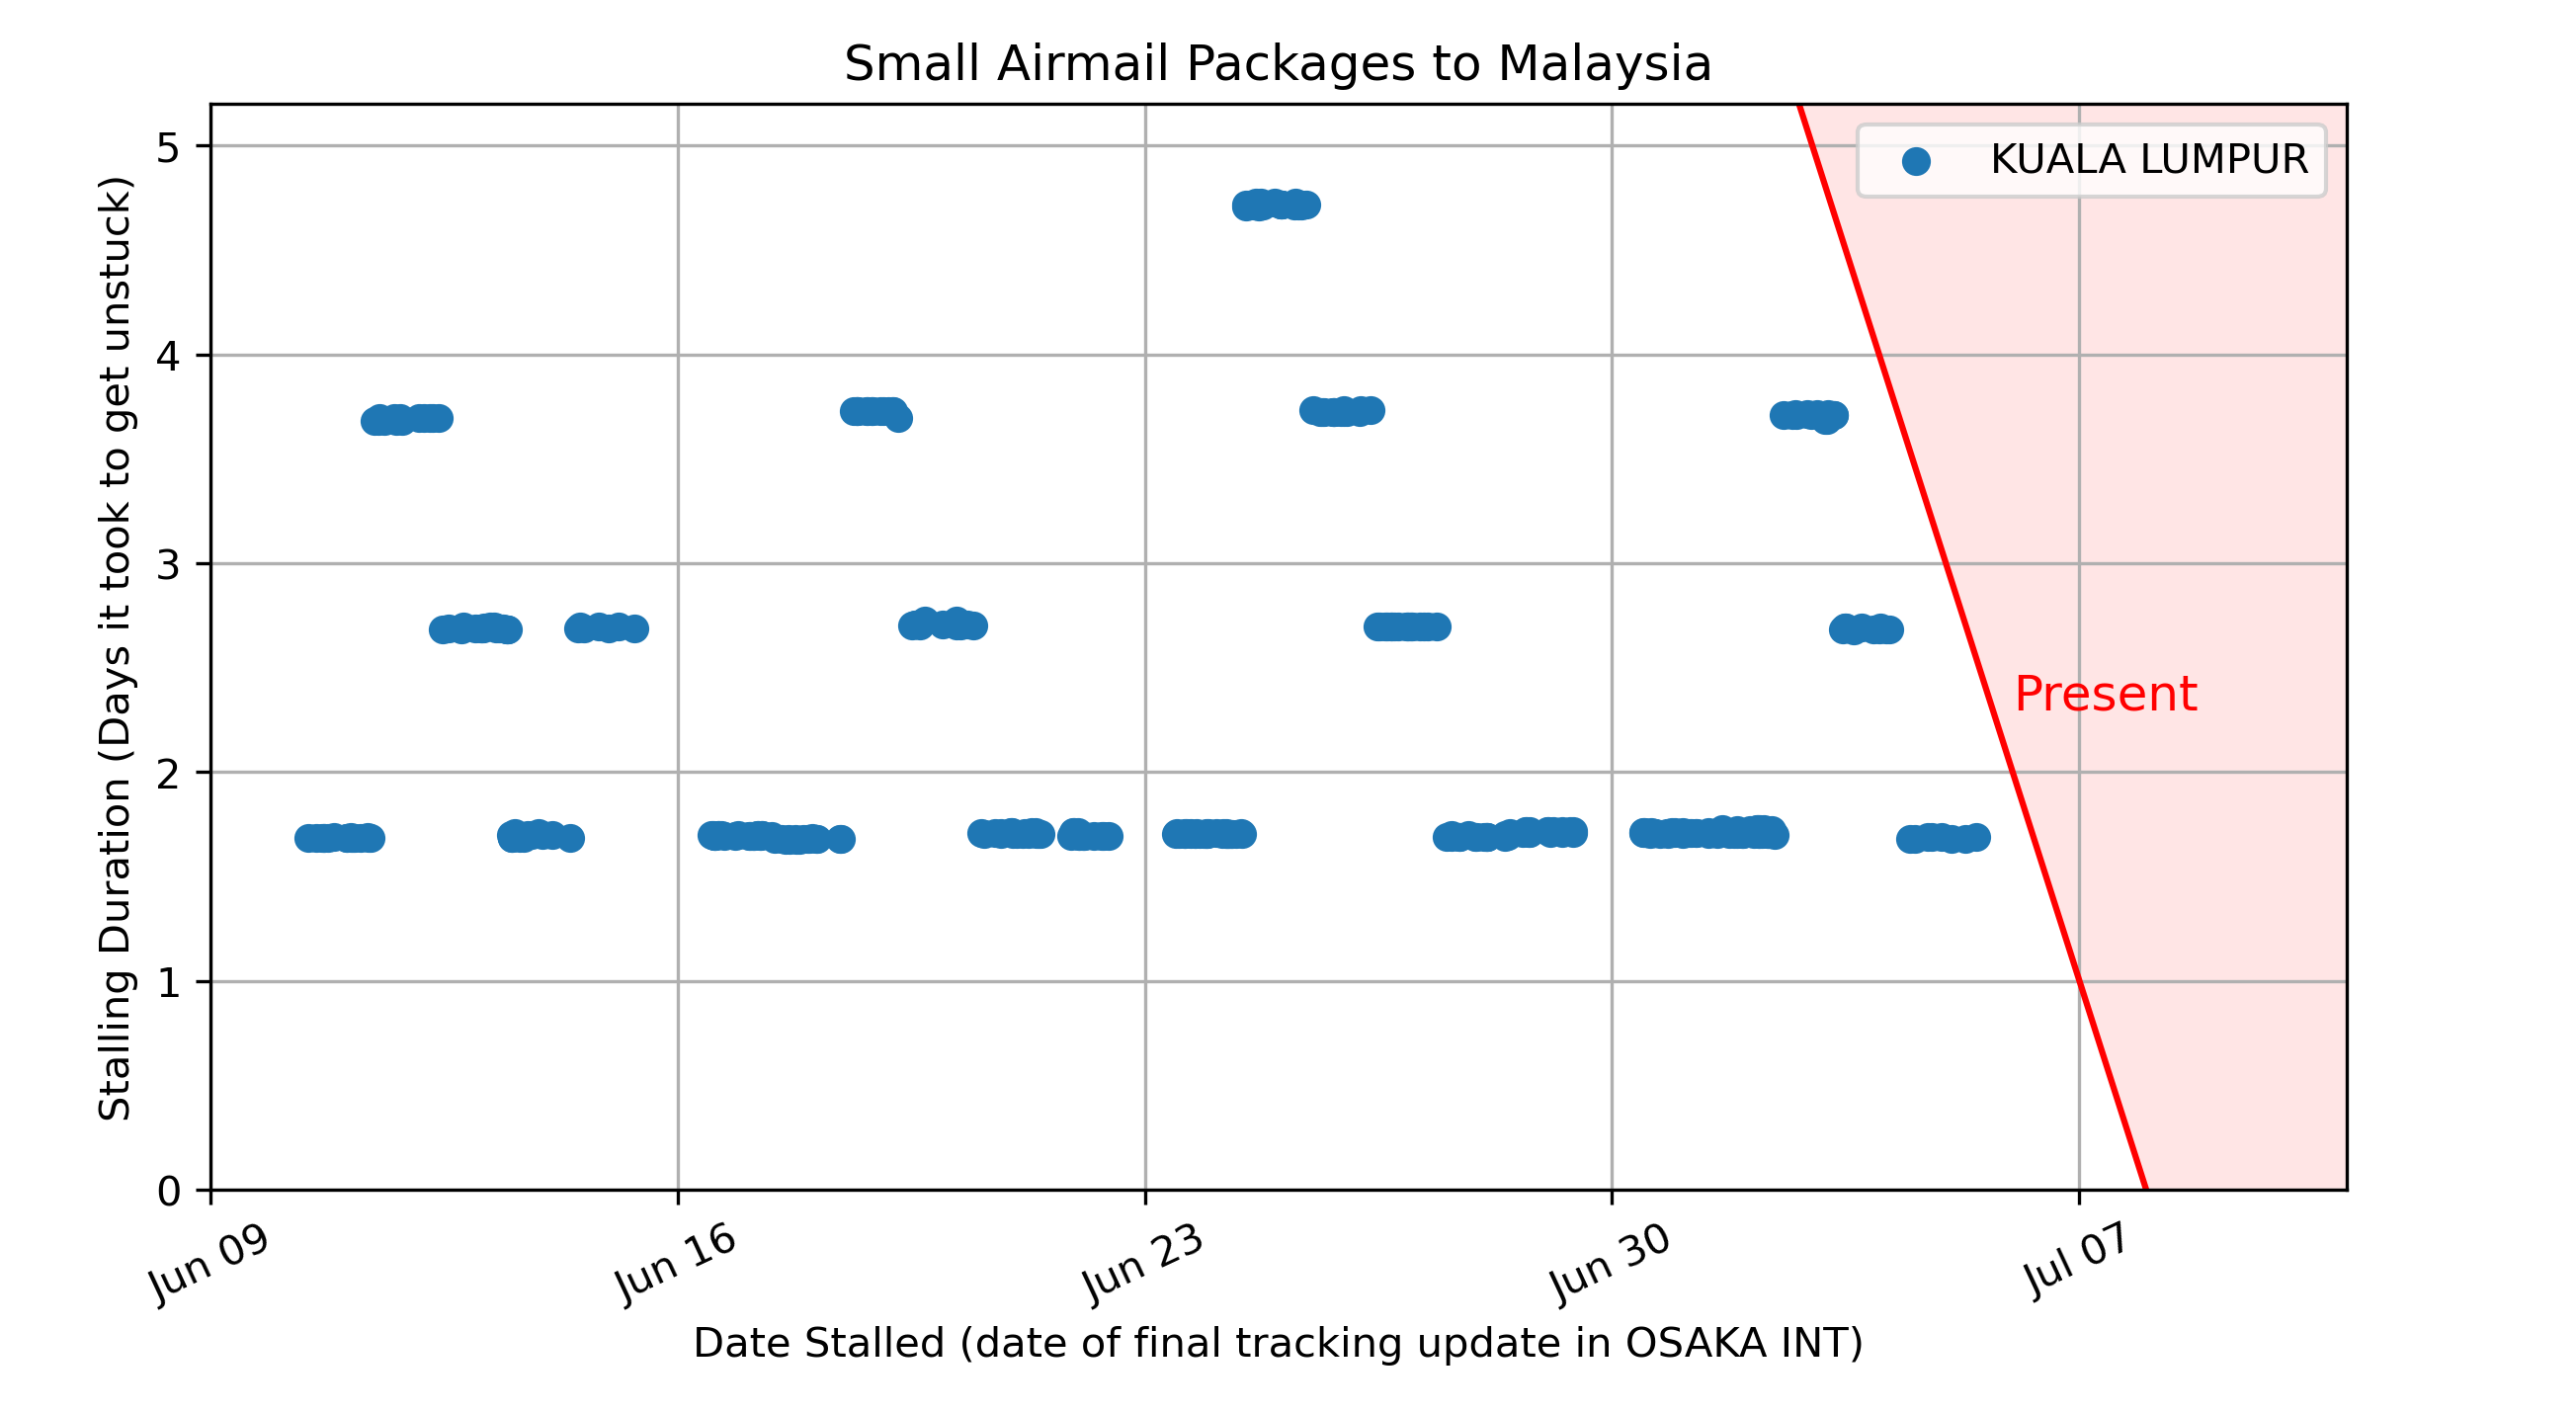 Small Airmail Packages to Malaysia
KUALA LUMPUR
Stalling Duration (Days it took to get unstuck)
5
4
3
2
1
0
Present
Jun 09
Jun 16
Jun 23
Jun 30
Jul 07
Date Stalled (date of final tracking update in OSAKA INT)